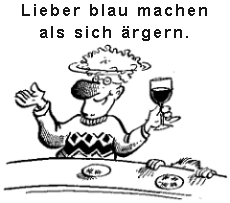 Lieber blau machen
als sich ärgern.